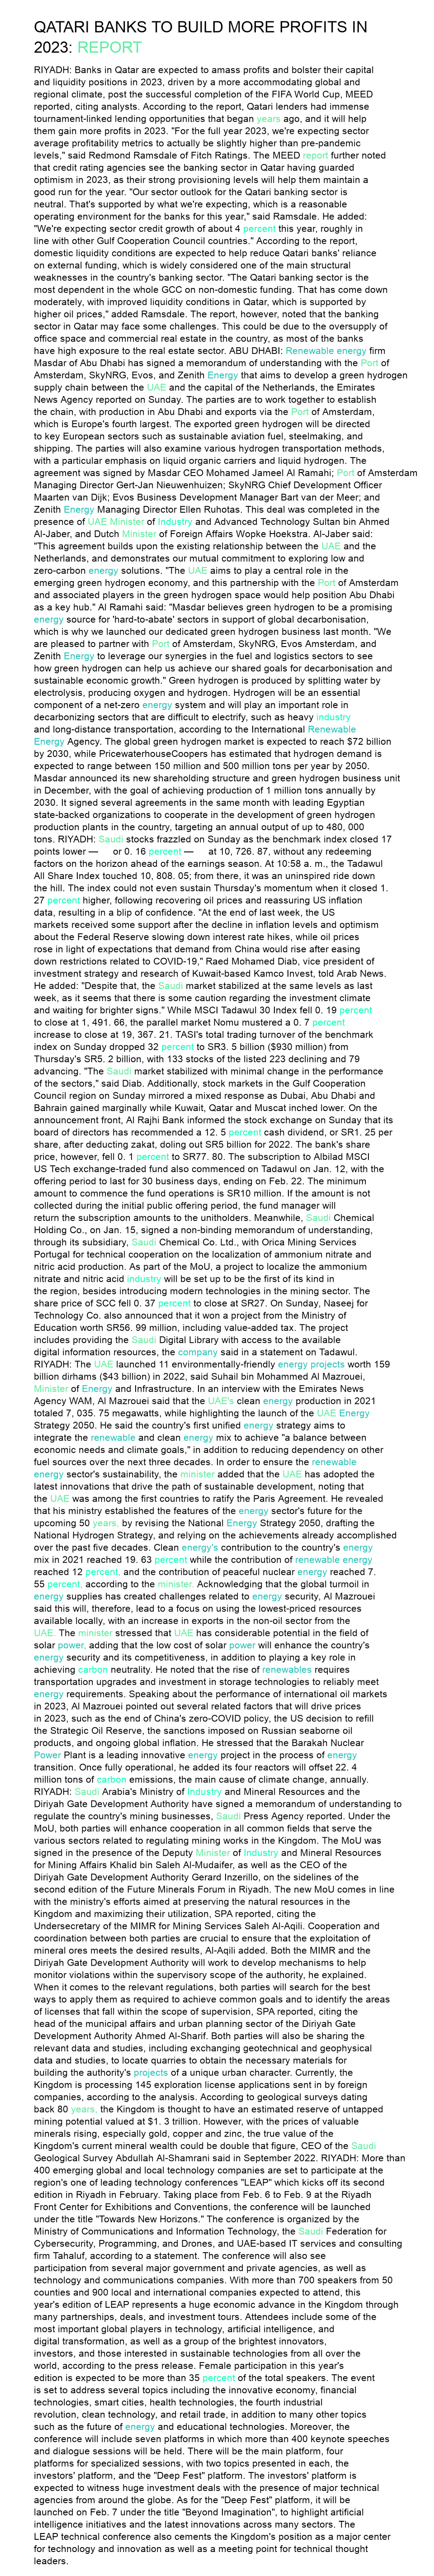 QATARI BANKS TO BUILD MORE PROFITS IN
2023: REPORT
RIYADH: Banks in Qatar are expected to amass profits and bolster their capital
and liquidity positions in 2023, driven by a more accommodating global and
regional climate, post the successful completion of the FIFA World Cup, MEED
reported, citing analysts. According to the report, Qatari lenders had immense
tournament-linked lending opportunities that began years ago, and it will help
them gain more profits in 2023. "For the full year 2023, we're expecting sector
average profitability metrics to actually be slightly higher than pre-pandemic
levels," said Redmond Ramsdale of Fitch Ratings. The MEED report further noted
that credit rating agencies see the banking sector in Qatar having guarded
optimism in 2023, as their strong provisioning levels will help them maintain a
good run for the year. "Our sector outlook for the Qatari banking sector is
neutral. That's supported by what we're expecting, which is a reasonable
operating environment for the banks for this year," said Ramsdale. He added:
"We're expecting sector credit growth of about 4 percent this year, roughly in
line with other Gulf Cooperation Council countries." According to the report,
domestic liquidity conditions are expected to help reduce Qatari banks' reliance
on external funding, which is widely considered one of the main structural
weaknesses in the country's banking sector. "The Qatari banking sector is the
most dependent in the whole GCC on non-domestic funding. That has come down
moderately, with improved liquidity conditions in Qatar, which is supported by
higher oil prices," added Ramsdale. The report, however, noted that the banking
sector in Qatar may face some challenges. This could be due to the oversupply of
office space and commercial real estate in the country, as most of the banks
have high exposure to the real estate sector. ABU DHABI: Renewable energy firm
Masdar of Abu Dhabi has signed a memorandum of understanding with the Port of
Amsterdam, SkyNRG, Evos, and Zenith Energy that aims to develop a green hydrogen
supply chain between the UAE and the capital of the Netherlands, the Emirates
News Agency reported on Sunday. The parties are to work together to establish
the chain, with production in Abu Dhabi and exports via the Port of Amsterdam,
which is Europe's fourth largest. The exported green hydrogen will be directed
to key European sectors such as sustainable aviation fuel, steelmaking, and
shipping. The parties will also examine various hydrogen transportation methods,
with a particular emphasis on liquid organic carriers and liquid hydrogen. The
agreement was signed by Masdar CEO Mohamed Jameel Al Ramahi; Port of Amsterdam
Managing Director Gert-Jan Nieuwenhuizen; SkyNRG Chief Development Officer
Maarten van Dijk; Evos Business Development Manager Bart van der Meer; and
Zenith Energy Managing Director Ellen Ruhotas. This deal was completed in the
presence of UAE Minister of Industry and Advanced Technology Sultan bin Ahmed
Al-Jaber, and Dutch Minister of Foreign Affairs Wopke Hoekstra. Al-Jaber said:
"This agreement builds upon the existing relationship between the UAE and the
Netherlands, and demonstrates our mutual commitment to exploring low and
zero-carbon energy solutions. "The UAE aims to play a central role in the
emerging green hydrogen economy, and this partnership with the Port of Amsterdam
and associated players in the green hydrogen space would help position Abu Dhabi
as a key hub." Al Ramahi said: "Masdar believes green hydrogen to be a promising
energy source for 'hard-to-abate' sectors in support of global decarbonisation,
which is why we launched our dedicated green hydrogen business last month. "We
are pleased to partner with Port of Amsterdam, SkyNRG, Evos Amsterdam, and
Zenith Energy to leverage our synergies in the fuel and logistics sectors to see
how green hydrogen can help us achieve our shared goals for decarbonisation and
sustainable economic growth." Green hydrogen is produced by splitting water by
electrolysis, producing oxygen and hydrogen. Hydrogen will be an essential
component of a net-zero energy system and will play an important role in
decarbonizing sectors that are difficult to electrify, such as heavy industry
and long-distance transportation, according to the International Renewable
Energy Agency. The global green hydrogen market is expected to reach $72 billion
by 2030, while PricewaterhouseCoopers has estimated that hydrogen demand is
expected to range between 150 million and 500 million tons per year by 2050.
Masdar announced its new shareholding structure and green hydrogen business unit
in December, with the goal of achieving production of 1 million tons annually by
2030. It signed several agreements in the same month with leading Egyptian
state-backed organizations to cooperate in the development of green hydrogen
production plants in the country, targeting an annual output of up to 480, 000
tons. RIYADH: Saudi stocks frazzled on Sunday as the benchmark index closed 17
points lower — or 0. 16 percent — at 10, 726. 87, without any redeeming
factors on the horizon ahead of the earnings season. At 10:58 a. m., the Tadawul
All Share Index touched 10, 808. 05; from there, it was an uninspired ride down
the hill. The index could not even sustain Thursday's momentum when it closed 1.
27 percent higher, following recovering oil prices and reassuring US inflation
data, resulting in a blip of confidence. "At the end of last week, the US
markets received some support after the decline in inflation levels and optimism
about the Federal Reserve slowing down interest rate hikes, while oil prices
rose in light of expectations that demand from China would rise after easing
down restrictions related to COVID-19," Raed Mohamed Diab, vice president of
investment strategy and research of Kuwait-based Kamco Invest, told Arab News.
He added: "Despite that, the Saudi market stabilized at the same levels as last
week, as it seems that there is some caution regarding the investment climate
and waiting for brighter signs." While MSCI Tadawul 30 Index fell 0. 19 percent
to close at 1, 491. 66, the parallel market Nomu mustered a 0. 7 percent
increase to close at 19, 367. 21. TASI's total trading turnover of the benchmark
index on Sunday dropped 32 percent to SR3. 5 billion ($930 million) from
Thursday's SR5. 2 billion, with 133 stocks of the listed 223 declining and 79
advancing. "The Saudi market stabilized with minimal change in the performance
of the sectors," said Diab. Additionally, stock markets in the Gulf Cooperation
Council region on Sunday mirrored a mixed response as Dubai, Abu Dhabi and
Bahrain gained marginally while Kuwait, Qatar and Muscat inched lower. On the
announcement front, Al Rajhi Bank informed the stock exchange on Sunday that its
board of directors has recommended a 12. 5 percent cash dividend, or SR1. 25 per
share, after deducting zakat, doling out SR5 billion for 2022. The bank's share
price, however, fell 0. 1 percent to SR77. 80. The subscription to Albilad MSCI
US Tech exchange-traded fund also commenced on Tadawul on Jan. 12, with the
offering period to last for 30 business days, ending on Feb. 22. The minimum
amount to commence the fund operations is SR10 million. If the amount is not
collected during the initial public offering period, the fund manager will
return the subscription amounts to the unitholders. Meanwhile, Saudi Chemical
Holding Co., on Jan. 15, signed a non-binding memorandum of understanding,
through its subsidiary, Saudi Chemical Co. Ltd., with Orica Mining Services
Portugal for technical cooperation on the localization of ammonium nitrate and
nitric acid production. As part of the MoU, a project to localize the ammonium
nitrate and nitric acid industry will be set up to be the first of its kind in
the region, besides introducing modern technologies in the mining sector. The
share price of SCC fell 0. 37 percent to close at SR27. On Sunday, Naseej for
Technology Co. also announced that it won a project from the Ministry of
Education worth SR56. 99 million, including value-added tax. The project
includes providing the Saudi Digital Library with access to the available
digital information resources, the company said in a statement on Tadawul.
RIYADH: The UAE launched 11 environmentally-friendly energy projects worth 159
billion dirhams ($43 billion) in 2022, said Suhail bin Mohammed Al Mazrouei,
Minister of Energy and Infrastructure. In an interview with the Emirates News
Agency WAM, Al Mazrouei said that the UAE's clean energy production in 2021
totaled 7, 035. 75 megawatts, while highlighting the strides of the UAE Energy
Strategy 2050. He said the country's first unified energy strategy aims to
integrate the renewable and clean energy mix to achieve "a balance between
economic needs and climate goals," in addition to reducing dependency on other
fuel sources over the next three decades. In order to ensure the renewable
energy sector's sustainability, the minister added that the UAE has adopted the
latest innovations that drive the path of sustainable development, noting that
the UAE was among the first countries to ratify the Paris Agreement. He revealed
that his ministry established the features of the energy sector's future for the
upcoming 50 years, by revising the National Energy Strategy 2050, drafting the
National Hydrogen Strategy, and relying on the achievements already accomplished
over the past five decades. Clean energy's contribution to the country's energy
mix in 2021 reached 19. 63 percent while the contribution of renewable energy
reached 12 percent, and the contribution of peaceful nuclear energy reached 7.
55 percent, according to the minister. Acknowledging that the global turmoil in
energy supplies has created challenges related to energy security, Al Mazrouei
said this will, therefore, lead to a focus on using the lowest-priced resources
available locally, with an increase in exports in the non-oil sector from the
UAE. The minister stressed that UAE has considerable potential in the field of
solar power, adding that the low cost of solar power will enhance the country's
energy security and its competitiveness, in addition to playing a key role in
achieving carbon neutrality. He noted that the rise of renewables requires
transportation upgrades and investment in storage technologies to reliably meet
energy requirements. Speaking about the performance of international oil markets
in 2023, Al Mazrouei pointed out several related factors that will drive prices
in 2023, such as the end of China's zero-COVID policy, the US decision to refill
the Strategic Oil Reserve, the sanctions imposed on Russian seaborne oil
products, and ongoing global inflation. He stressed that the Barakah Nuclear
Power Plant is a leading innovative energy project in the process of energy
transition. Once fully operational, he added its four reactors will offset 22. 4
million tons of carbon emissions, the main cause of climate change, annually.
RIYADH: Saudi Arabia's Ministry of Industry and Mineral Resources and the
Diriyah Gate Development Authority have signed a memorandum of understanding to
regulate the country's mining businesses, Saudi Press Agency reported. Under the
MoU, both parties will enhance cooperation in all common fields that serve the
various sectors related to regulating mining works in the Kingdom. The MoU was
signed in the presence of the Deputy Minister of Industry and Mineral Resources
for Mining Affairs Khalid bin Saleh Al-Mudaifer, as well as the CEO of the
Diriyah Gate Development Authority Gerard Inzerillo, on the sidelines of the
second edition of the Future Minerals Forum in Riyadh. The new MoU comes in line
with the ministry's efforts aimed at preserving the natural resources in the
Kingdom and maximizing their utilization, SPA reported, citing the
Undersecretary of the MIMR for Mining Services Saleh Al-Aqili. Cooperation and
coordination between both parties are crucial to ensure that the exploitation of
mineral ores meets the desired results, Al-Aqili added. Both the MIMR and the
Diriyah Gate Development Authority will work to develop mechanisms to help
monitor violations within the supervisory scope of the authority, he explained.
When it comes to the relevant regulations, both parties will search for the best
ways to apply them as required to achieve common goals and to identify the areas
of licenses that fall within the scope of supervision, SPA reported, citing the
head of the municipal affairs and urban planning sector of the Diriyah Gate
Development Authority Ahmed Al-Sharif. Both parties will also be sharing the
relevant data and studies, including exchanging geotechnical and geophysical
data and studies, to locate quarries to obtain the necessary materials for
building the authority's projects of a unique urban character. Currently, the
Kingdom is processing 145 exploration license applications sent in by foreign
companies, according to the analysis. According to geological surveys dating
back 80 years, the Kingdom is thought to have an estimated reserve of untapped
mining potential valued at $1. 3 trillion. However, with the prices of valuable
minerals rising, especially gold, copper and zinc, the true value of the
Kingdom's current mineral wealth could be double that figure, CEO of the Saudi
Geological Survey Abdullah Al-Shamrani said in September 2022. RIYADH: More than
400 emerging global and local technology companies are set to participate at the
region's one of leading technology conferences "LEAP" which kicks off its second
edition in Riyadh in February. Taking place from Feb. 6 to Feb. 9 at the Riyadh
Front Center for Exhibitions and Conventions, the conference will be launched
under the title "Towards New Horizons." The conference is organized by the
Ministry of Communications and Information Technology, the Saudi Federation for
Cybersecurity, Programming, and Drones, and UAE-based IT services and consulting
firm Tahaluf, according to a statement. The conference will also see
participation from several major government and private agencies, as well as
technology and communications companies. With more than 700 speakers from 50
counties and 900 local and international companies expected to attend, this
year's edition of LEAP represents a huge economic advance in the Kingdom through
many partnerships, deals, and investment tours. Attendees include some of the
most important global players in technology, artificial intelligence, and
digital transformation, as well as a group of the brightest innovators,
investors, and those interested in sustainable technologies from all over the
world, according to the press release. Female participation in this year's
edition is expected to be more than 35 percent of the total speakers. The event
is set to address several topics including the innovative economy, financial
technologies, smart cities, health technologies, the fourth industrial
revolution, clean technology, and retail trade, in addition to many other topics
such as the future of energy and educational technologies. Moreover, the
conference will include seven platforms in which more than 400 keynote speeches
and dialogue sessions will be held. There will be the main platform, four
platforms for specialized sessions, with two topics presented in each, the
investors' platform, and the "Deep Fest" platform. The investors' platform is
expected to witness huge investment deals with the presence of major technical
agencies from around the globe. As for the "Deep Fest" platform, it will be
launched on Feb. 7 under the title "Beyond Imagination", to highlight artificial
intelligence initiatives and the latest innovations across many sectors. The
LEAP technical conference also cements the Kingdom's position as a major center
for technology and innovation as well as a meeting point for technical thought
leaders.